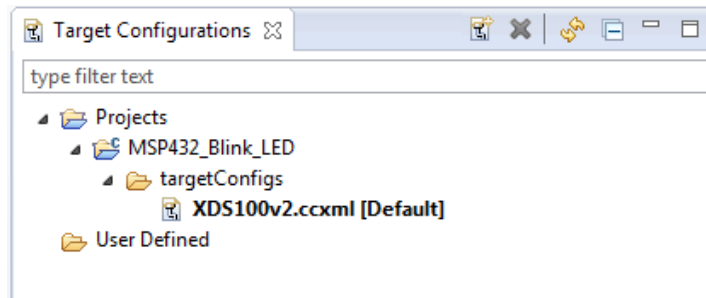 Target Configurations
type filter text
Projects
MSP432_Blink_LED
targetConfigs
XDS100v2.ccxml [Default]
User Defined